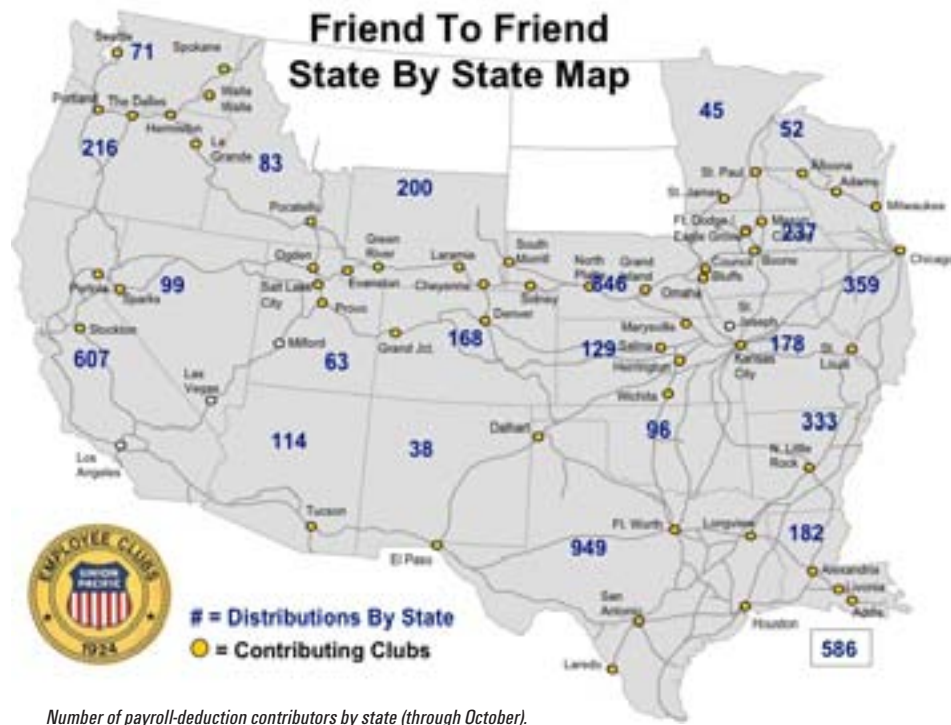 Friend To Friend
State By State Map
Seattle
71
Spokane
Walla
Walla
Portland
The Dalles
Hermiston
La
Grande
216
83
45
52
St. Paul
Altoona
Adams
St. James
Milwaukee
200
Pocatello
Ft. Dodge /
Eagle Grove
Mason
237
Boone
Chicago
Ogden
Green
River
Evanston
Laramie
South
Morrill
North
Platte
Grand
Island
846
Council
Bluffs
Omaha
Portola
Sparks
99
Salt Lake
City
Provo
Cheyenne
Sidney
359
Stockton
Denver
168
Marysville
St.
Joseph
Milford
Grand Jct.
129
Salina
Herington
Kansas
City
178
St.
Louis
607
63
Las
Vegas
Wichita
114
38
Dalhart
96
333
Los
Angeles
N. Little
Rock
Tucson
El Paso
Ft. Worth
Longview
182
949
Alexandria
Livonia
Addis
San
Antonio
Houston
Laredo
586
EMPLOYEE CLUBS
UNION
PACIFIC
1924
# = Distributions By State
= Contributing Clubs
Number of payroll-deduction contributors by state (through October).